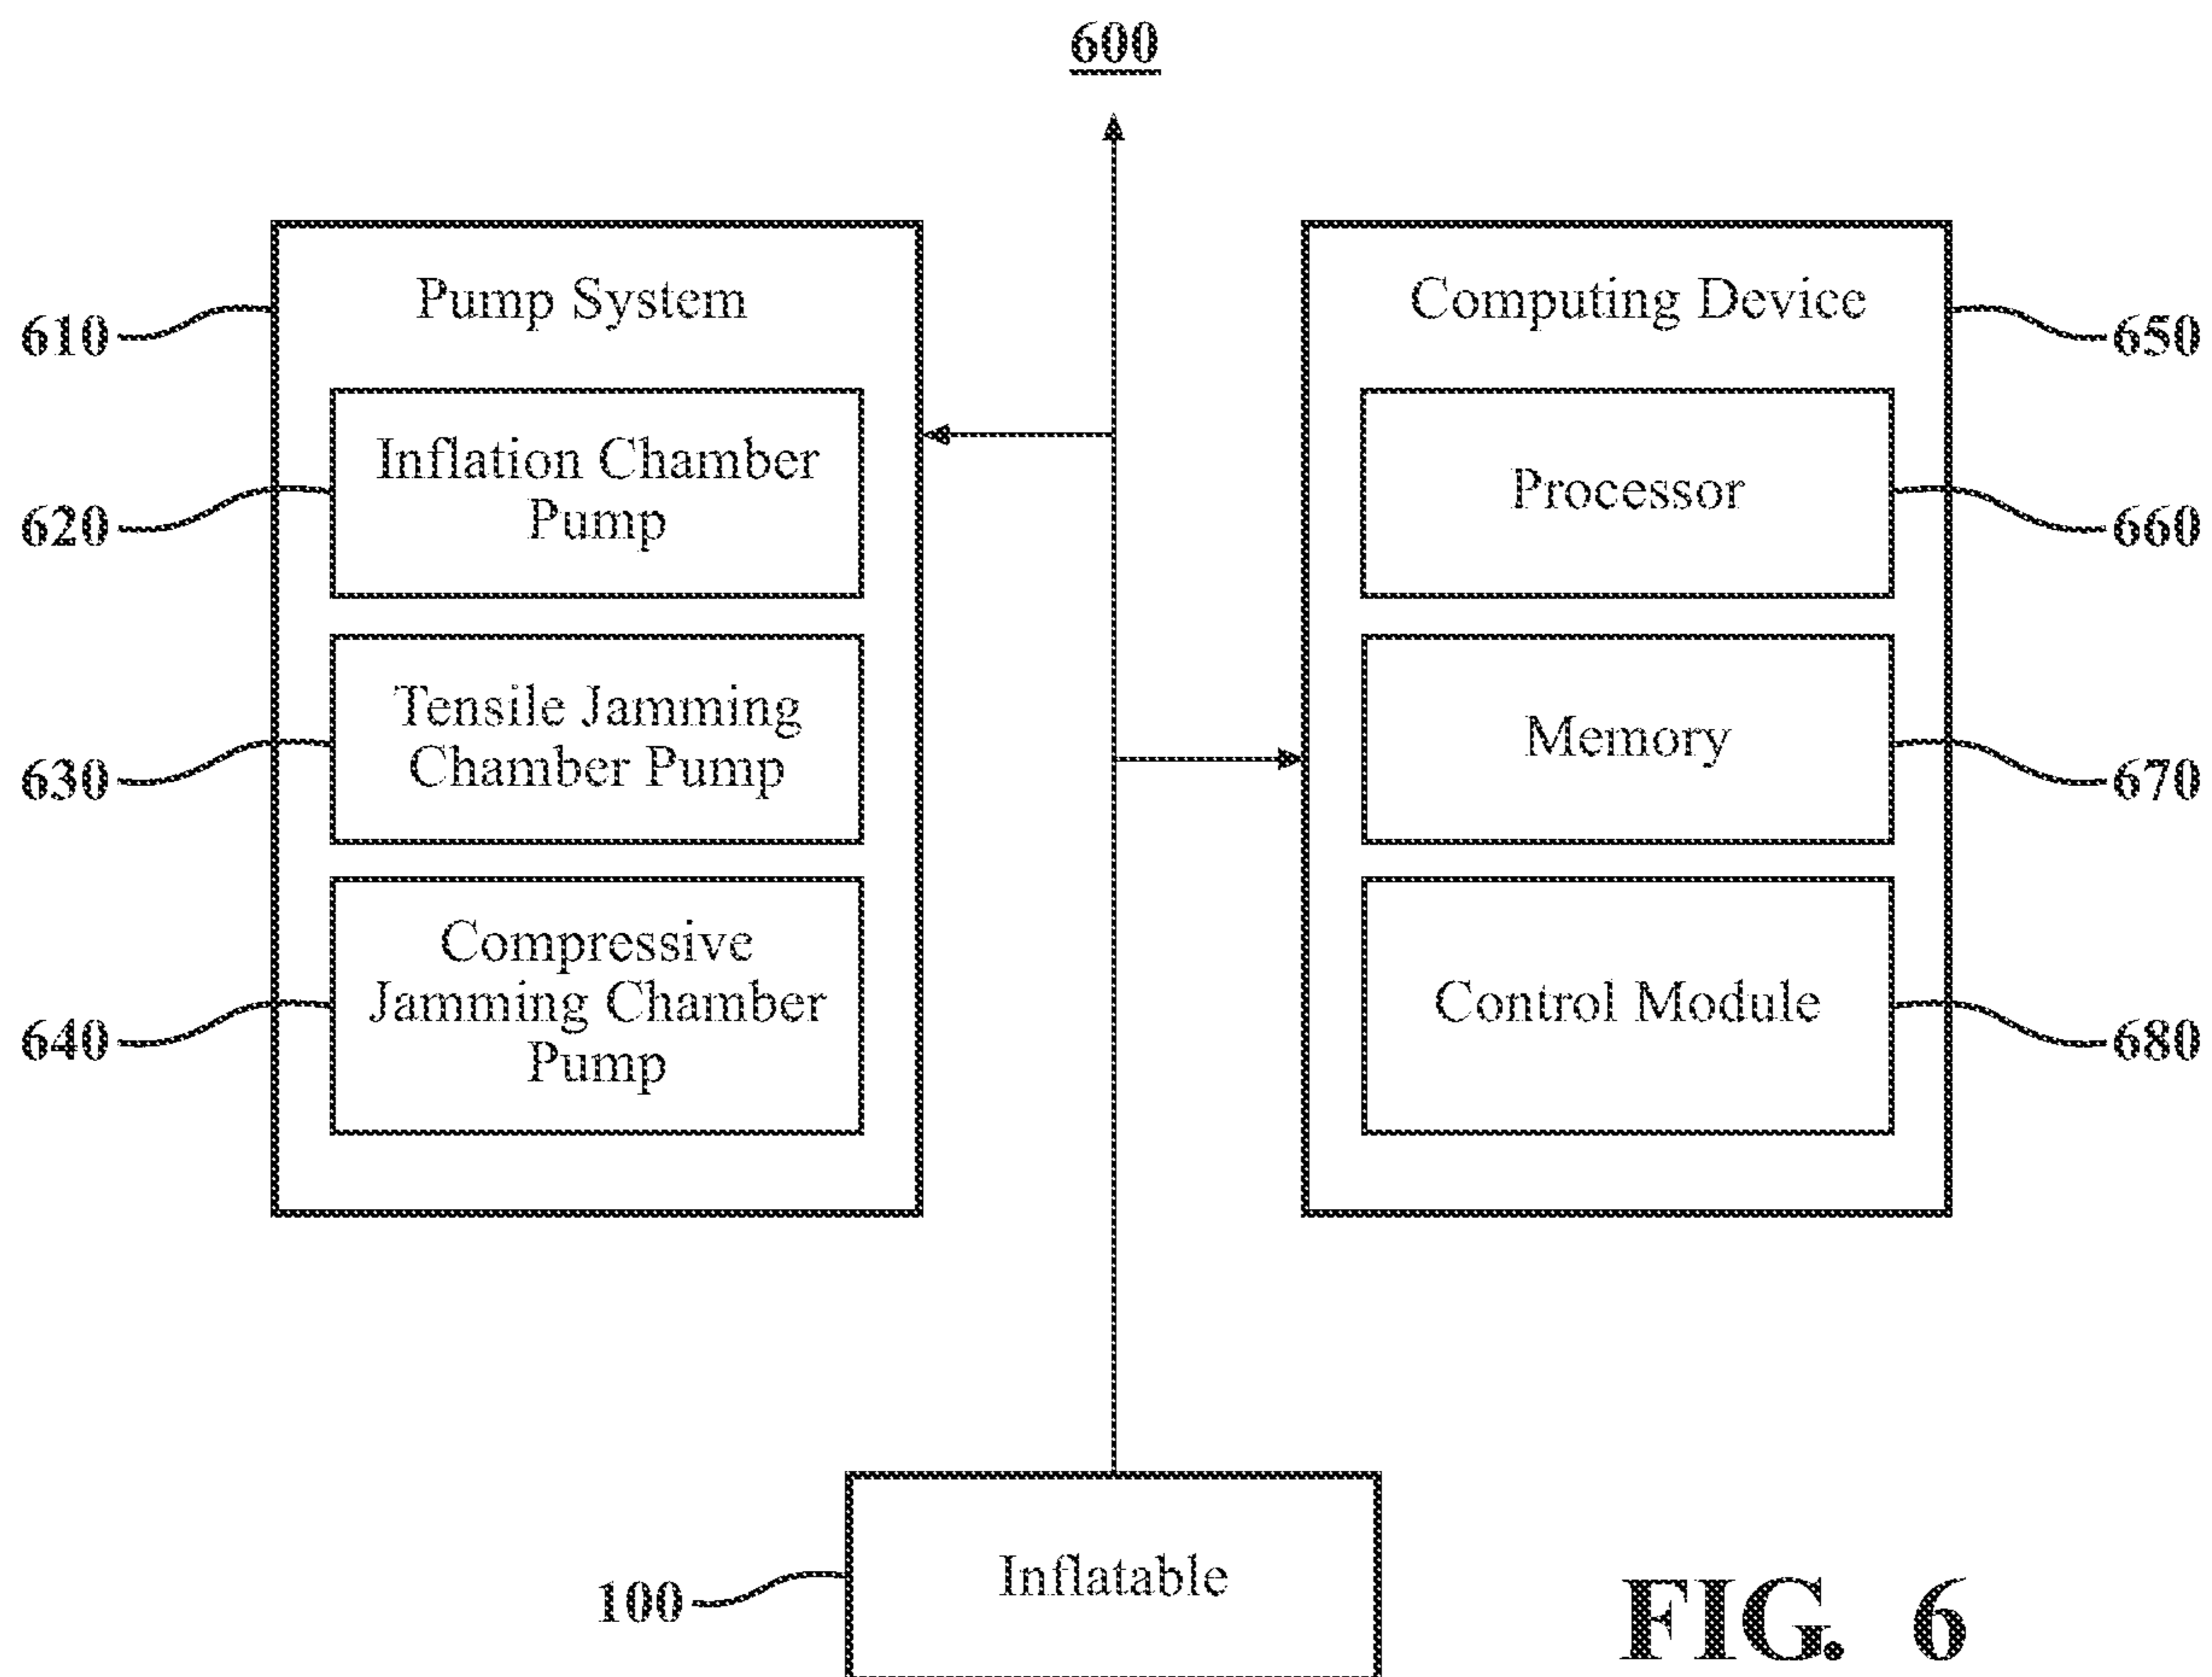 600
Pump System
610
Inflation Chamber
Pump
620
Tensile Jamming
Chamber Pump
630
Compressive
Jamming Chamber
Pump
640
Computing Device
650
Processor
660
Memory
670
Control Module
680
Inflatable
100
FIG. 6